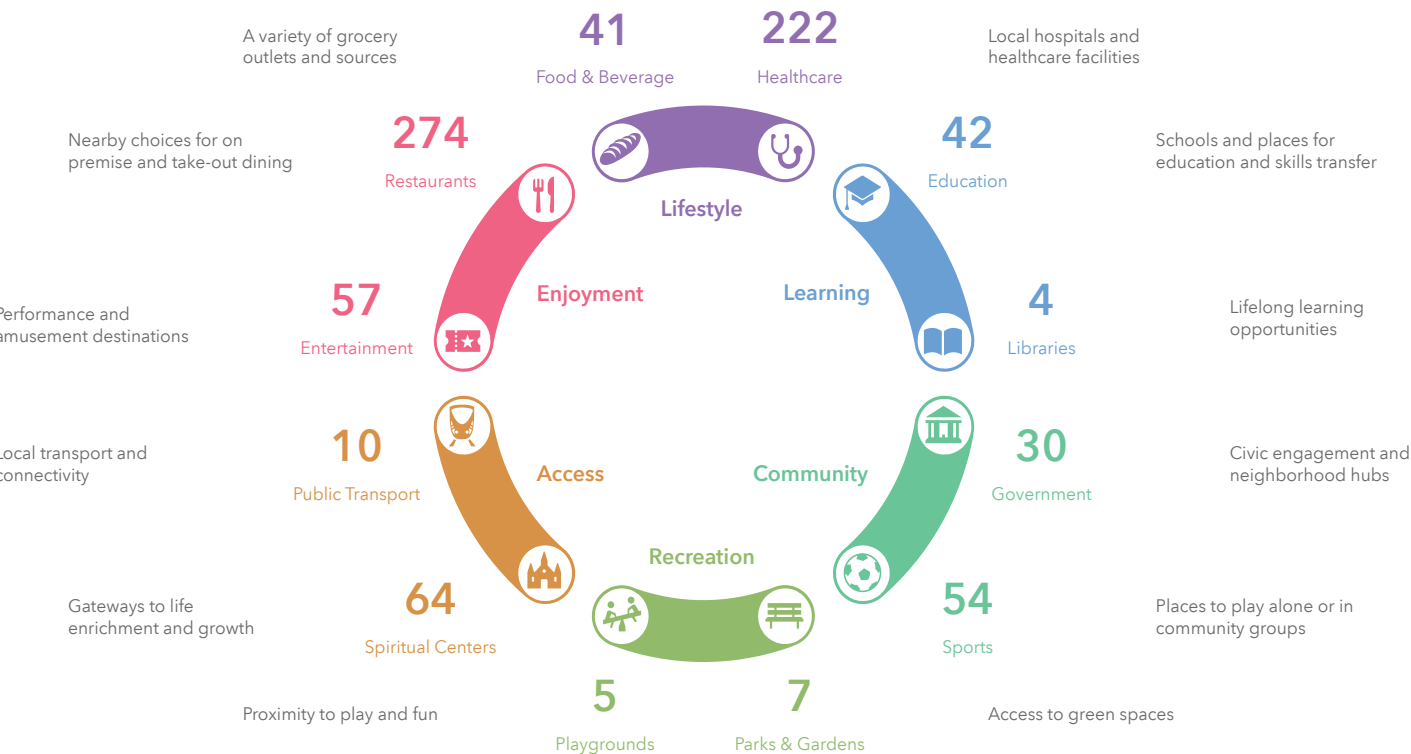 41
Food & Beverage
222
Healthcare
A variety of grocery
outlets and sources
Local hospitals and
healthcare facilities
274
Restaurants
Nearby choices for on
premise and take-out dining
42
Education
Schools and places for
education and skills transfer
Lifestyle
Enjoyment
Learning
57
Entertainment
Performance and
amusement destinations
4
Libraries
Lifelong learning
opportunities
10
Public Transport
Local transport and
connectivity
Access
Community
30
Government
Civic engagement and
neighborhood hubs
Recreation
64
Spiritual Centers
Gateways to life
enrichment and growth
54
Sports
Places to play alone or in
community groups
Proximity to play and fun
5
Playgrounds
7
Parks & Gardens
Access to green spaces